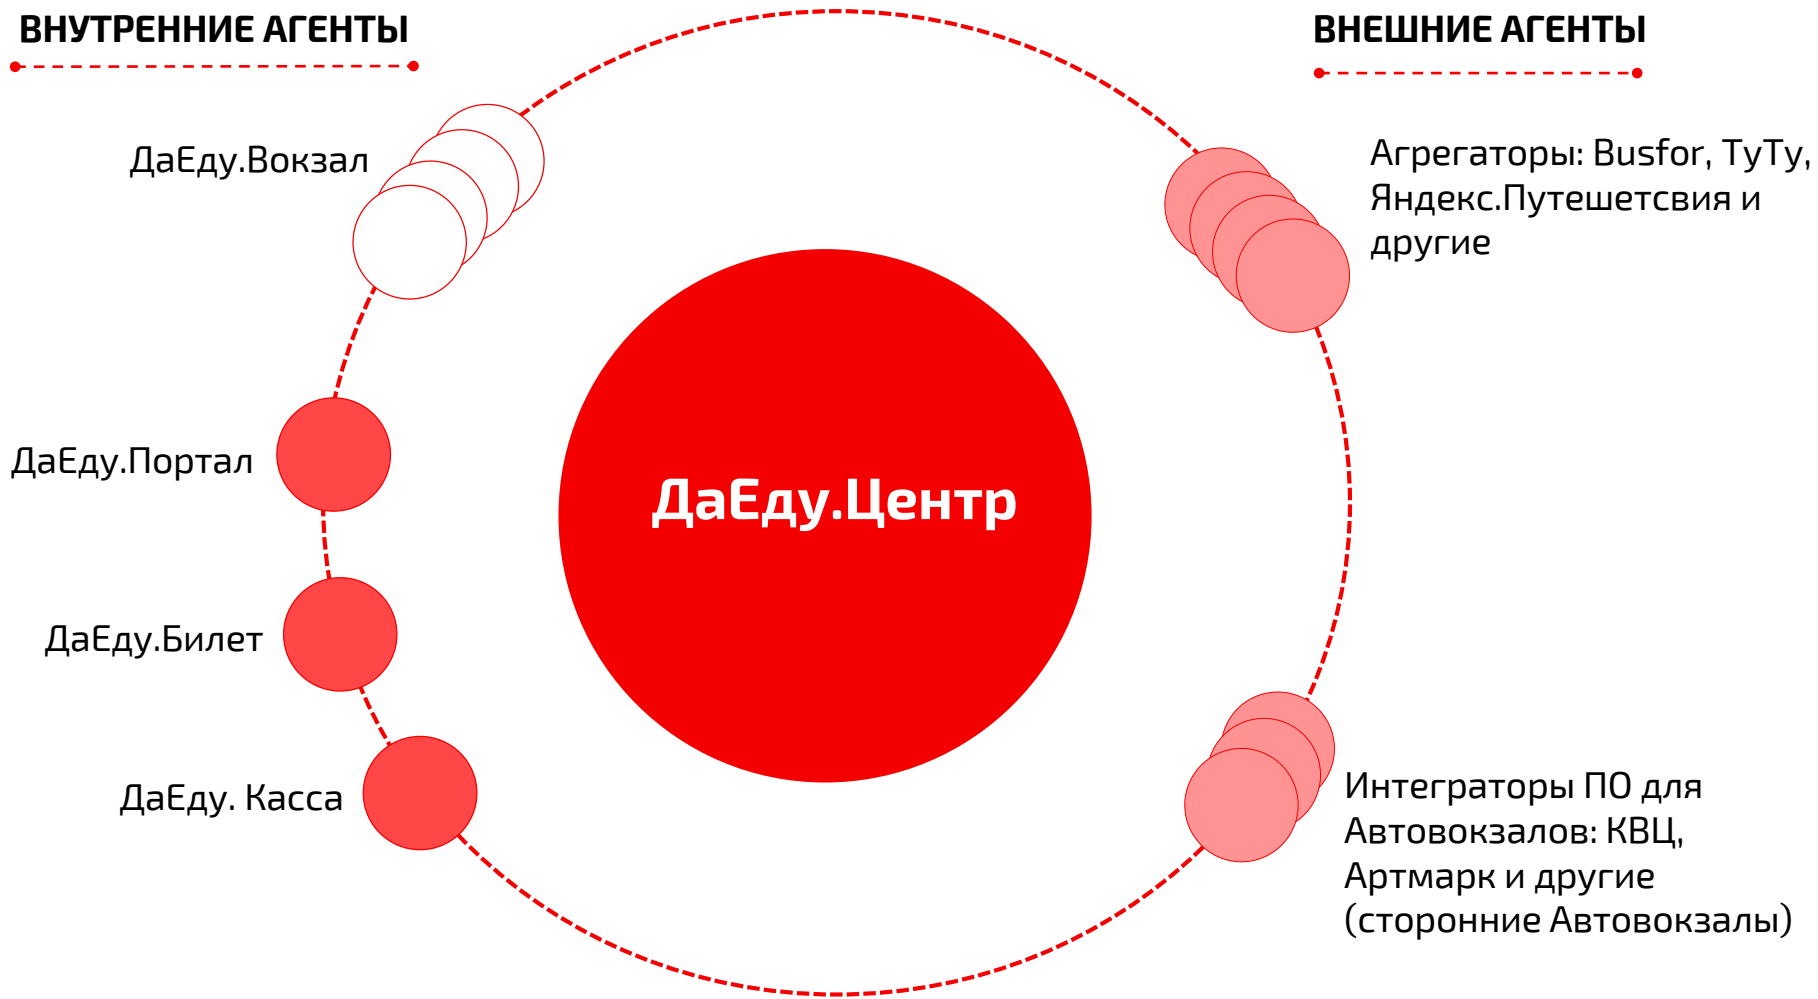 ВНУТРЕННИЕ АГЕНТЫ
ДаЕду.Вокзал
ДаЕду.Портал
ДаЕду.Билет
ДаЕду. Касса
ДаЕду.Центр
ВНЕШНИЕ АГЕНТЫ
Агрегаторы: Busfor, ТуТу,
Яндекс.Путешетсвия и
другие
Интеграторы ПО для
Автовокзалов: КВЦ,
Артмарк и другие
(сторонние Автовокзалы)